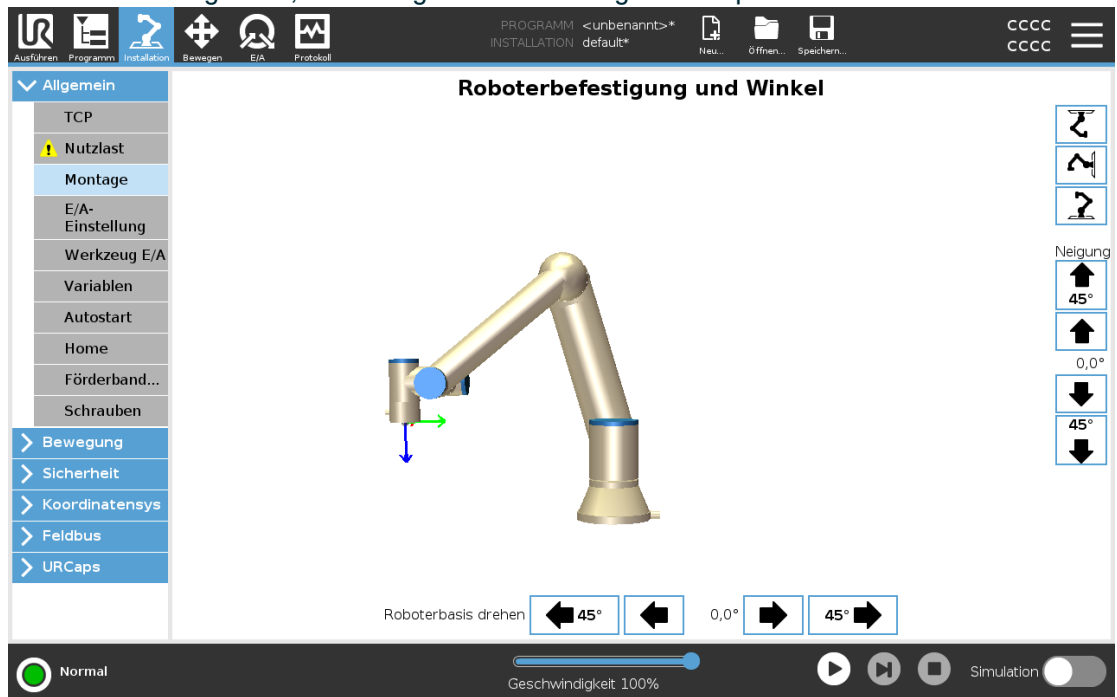 PROGRAMM <unbenannt>*
INSTALLATION default*
Ausführen Programm Installation Bewegen E/A Protokoll
Neu... Öffnen... Speichern...
CCCC
CCCC
Allgemein
TCP
Nutzlast
Montage
E/A-
Einstellung
Werkzeug E/A
Variablen
Autostart
Home
Förderband...
Schrauben
Bewegung
Sicherheit
Koordinatensys
Feldbus
URCaps
Roboterbefestigung und Winkel
Neigung
45°
0,0°
45°
Roboterbasis drehen 45° 0,0° 45°
Normal
Geschwindigkeit 100%
Simulation